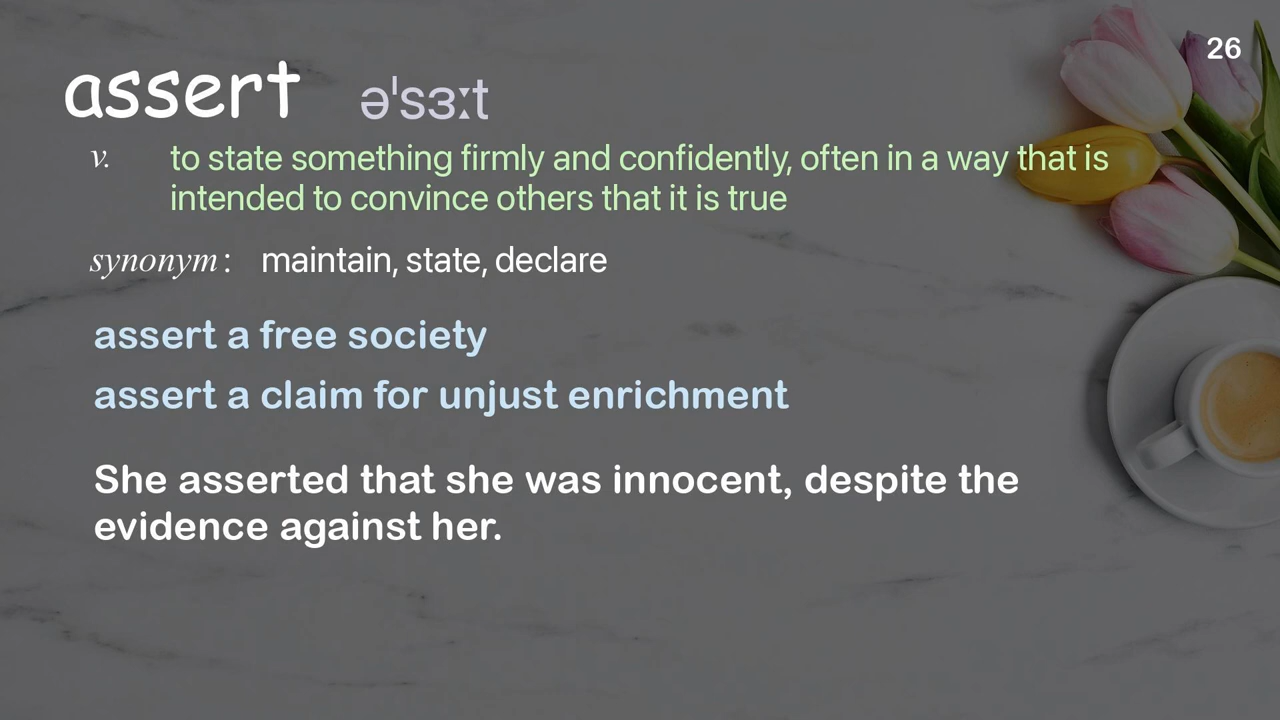 26
assert əˈsɜːt
v. to state something firmly and confidently, often in a way that is
intended to convince others that it is true
synonym: maintain, state, declare
assert a free society
assert a claim for unjust enrichment
She asserted that she was innocent, despite the
evidence against her.